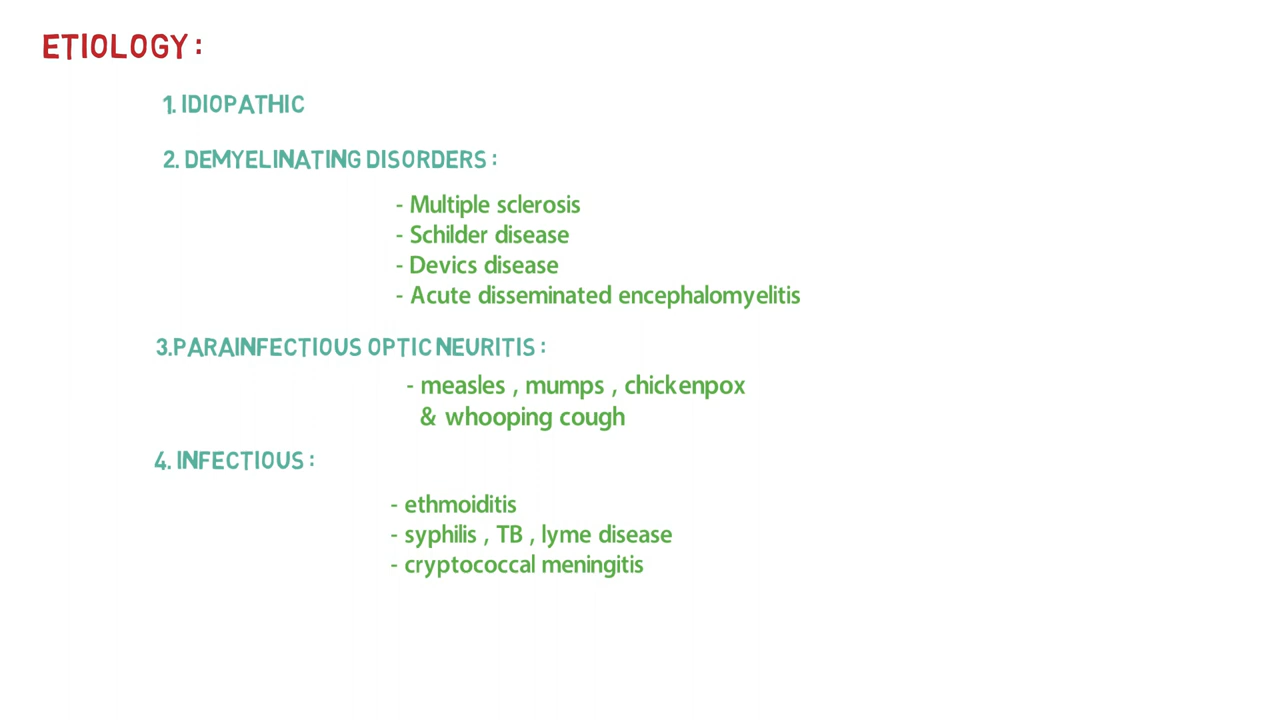 ETIOLOGY :
1. IDIOPATHIC
2. DEMYELINATING DISORDERS :
- Multiple sclerosis
- Schilder disease
- Devics disease
- Acute disseminated encephalomyelitis
3.PARAINFECTIOUS OPTIC NEURITIS :
- measles , mumps , chickenpox
& whooping cough
4. INFECTIOUS :
- ethmoiditis
- syphilis , TB , lyme disease
- cryptococcal meningitis